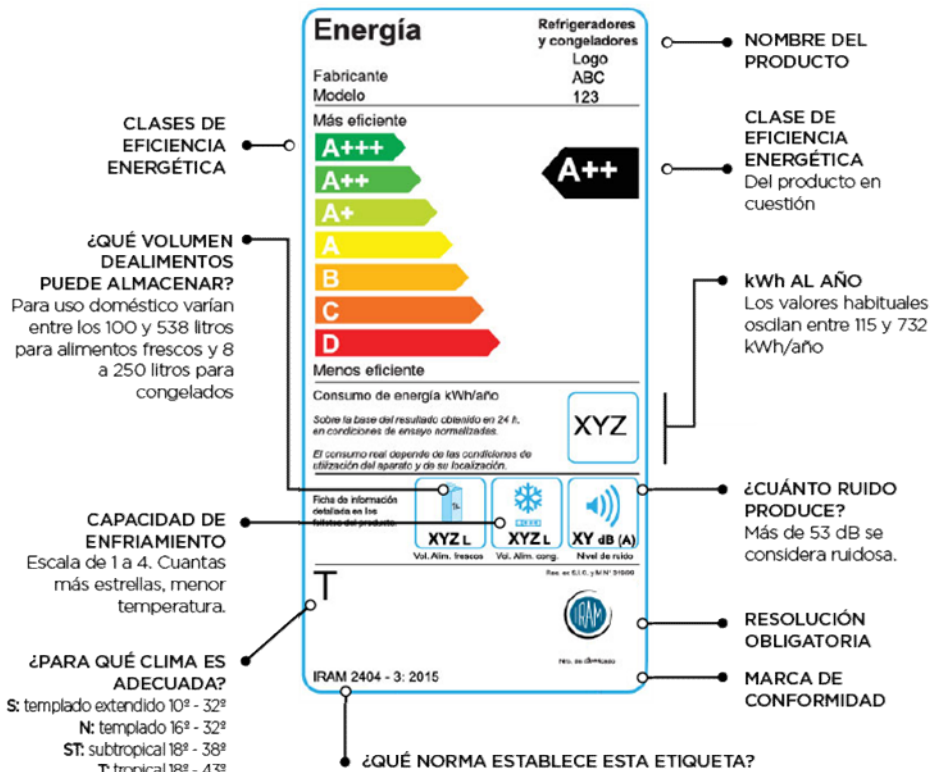 Energía
Refrigeradores
y congeladores
Logo
Fabricante
ABC
Modelo
123
Más eficiente
A+++
A++
A+
A
B
C
D
A++
Menos eficiente
Consumo de energía kWh/año
Sobre la base del resultado obtenido en 24 h.
en condiciones de ensayo normalizadas.
El consumo real depende de las condiciones de
utilización del aparato y de su localización.
XYZ
Ficha de información
detallada en los
folletos del producto.
XYZ L
Vol. Alim. frescos
XYZ L
Vol. Alim. cong.
XY dB (A)
Nivel de ruido
T
Res. ex S.I.C. y M Nº
IRAM
IRAM 2404 - 3: 2015
CLASES DE
EFICIENCIA
ENERGÉTICA
¿QUÉ VOLUMEN
DEALIMENTOS
PUEDE ALMACENAR?
Para uso doméstico varían
entre los 100 y 538 litros
para alimentos frescos y 8
a 250 litros para
congelados
CAPACIDAD DE
ENFRIAMIENTO
Escala de 1 a 4. Cuantas
más estrellas, menor
temperatura.
¿PARA QUÉ CLIMA ES
ADECUADA?
S: templado extendido 10º - 32º
N: templado 16º - 32º
ST: subtropical 18º - 38º
T: tropical 18º - 43º
NOMBRE DEL
PRODUCTO
CLASE DE
EFICIENCIA
ENERGÉTICA
Del producto en
cuestión
kWh AL AÑO
Los valores habituales
oscilan entre 115 y 732
kWh/año
¿CUÁNTO RUIDO
PRODUCE?
Más de 53 dB se
considera ruidosa.
RESOLUCIÓN
OBLIGATORIA
MARCA DE
CONFORMIDAD
¿QUÉ NORMA ESTABLECE ESTA ETIQUETA?